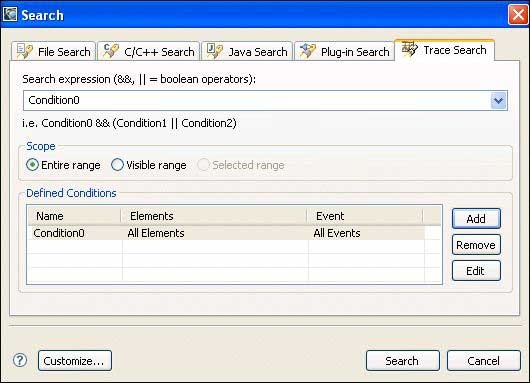 Search
File Search C/C++ Search Java Search Plug-in Search Trace Search
Search expression (&&, || = boolean operators):
Condition0
i.e. Condition0 && (Condition1 || Condition2)
Scope
Entire range Visible range Selected range
Defined Conditions
Name Elements Event
Condition0 All Elements All Events
Add
Remove
Edit
? Customize... Search Cancel